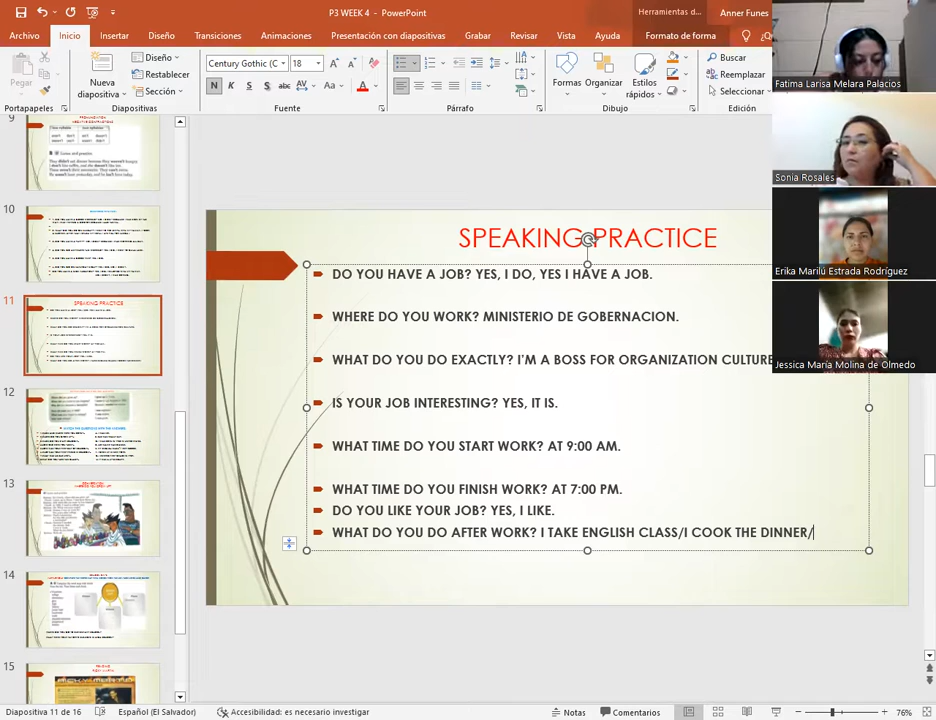 P3 WEEK 4 - PowerPoint
Herramientas d...
Anner Funes
Archivo
Inicio
Insertar
Diseño
Transiciones
Animaciones
Presentación con diapositivas
Grabar
Revisar
Vista
Ayuda
Formato de forma
Pegar
Nueva diapositiva
Diseño
Restablecer
Sección
Century Gothic (C
18
N K S S abc AV Aa A
Formas
Organizar
Estilos rápidos
Buscar
Reemplazar
Seleccionar
Portapapeles
Diapositivas
Fuente
Párrafo
Dibujo
Edición
Fatima Larisa Melara Palacios
Sonia Rosales
Erika Marilú Estrada Rodríguez
Jessica María Molina de Olmedo
9
10
11
SPEAKING PRACTICE
12
13
14
15
SPEAKING PRACTICE
DO YOU HAVE A JOB? YES, I DO, YES I HAVE A JOB.
WHERE DO YOU WORK? MINISTERIO DE GOBERNACION.
WHAT DO YOU DO EXACTLY? I'M A BOSS FOR ORGANIZATION CULTURE
IS YOUR JOB INTERESTING? YES, IT IS.
WHAT TIME DO YOU START WORK? AT 9:00 AM.
WHAT TIME DO YOU FINISH WORK? AT 7:00 PM.
DO YOU LIKE YOUR JOB? YES, I LIKE.
WHAT DO YOU DO AFTER WORK? I TAKE ENGLISH CLASS/I COOK THE DINNER/
Diapositiva 11 de 16
Español (El Salvador)
Accesibilidad: es necesario investigar
Notas
Comentarios
76%